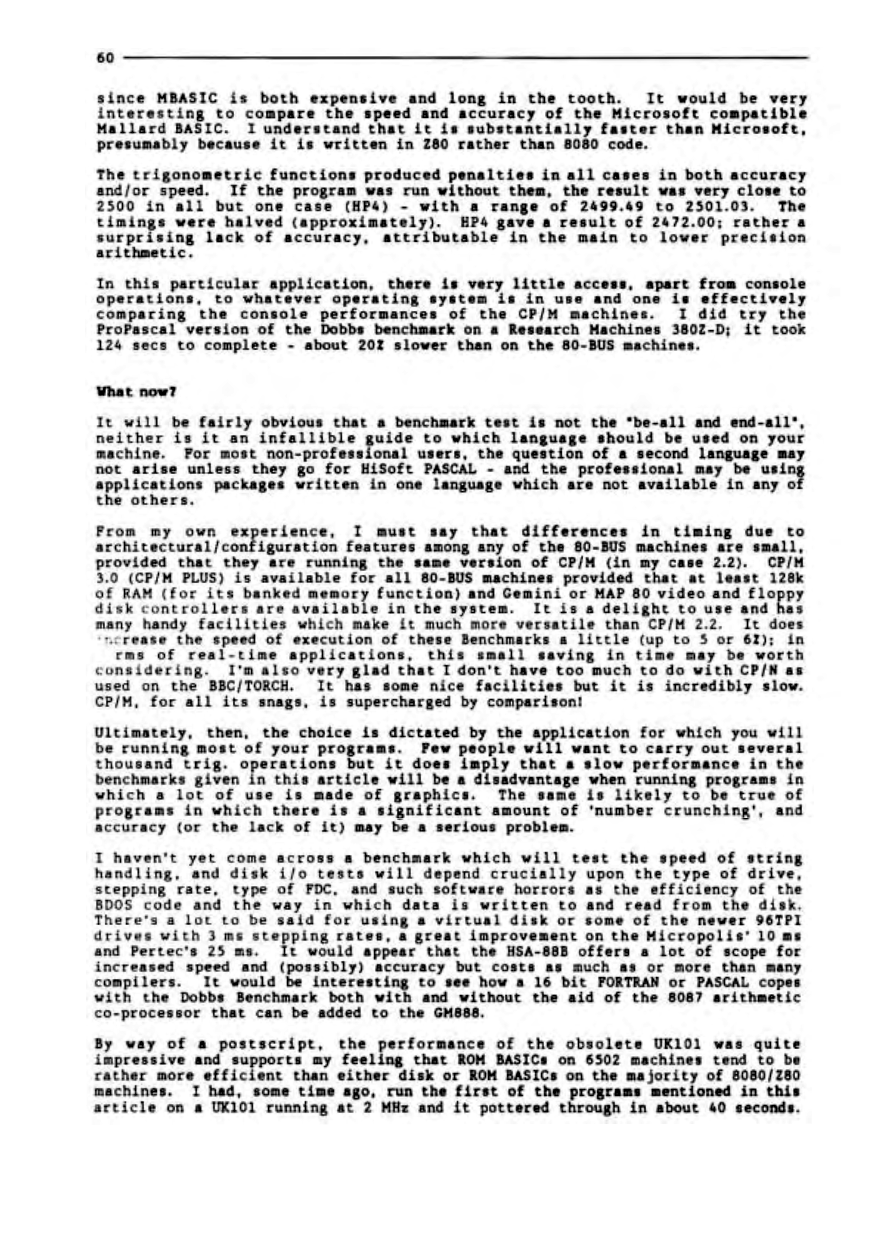 60
since MBASIC is both expensive and long in the tooth. It would be very
interesting to compare the speed and accuracy of the Microsoft compatible
Mallard BASIC. I understand that it is substantially faster than Microsoft,
presumably because it is written in Z80 rather than 8080 code.
The trigonometric functions produced penalties in all cases in both accuracy
and/or speed. If the program was run without them, the result was very close to
2500 in all but one case (HP4) - with a range of 2499.49 to 2501.03. The
timings were halved (approximately). HP4 gave a result of 2472.00; rather a
surprising lack of accuracy, attributable in the main to lower precision
arithmetic.
In this particular application, there is very little access, apart from console
operations, to whatever operating system is in use and one is effectively
comparing the console performances of the CP/M machines. I did try the
ProPascal version of the Dobbs benchmark on a Research Machines 380Z-D; it took
124 secs to complete - about 20% slower than on the 80-BUS machines.
What now?
It will be fairly obvious that a benchmark test is not the "be-all and end-all",
neither is it an infallible guide to which language should be used on your
machine. For most non-professional users, the question of a second language may
not arise unless they go for HiSoft PASCAL - and the professional may be using
applications packages written in one language which are not available in any of
the others.
From my own experience, I must say that differences in timing due to
architectural/configuration features among any of the 80-BUS machines are small,
provided that they are running the same version of CP/M (in my case 2.2). CP/M
3.0 (CP/M PLUS) is available for all 80-BUS machines provided that at least 128k
of RAM (for its banked memory function) and Gemini or MAP 80 video and floppy
disk controllers are available in the system. It is a delight to use and has
many handy facilities which make it much more versatile than CP/M 2.2. It does
crease the speed of execution of these Benchmarks a little (up to 5 or 6%); in
rms of real-time applications, this small saving in time may be worth
considering. I'm also very glad that I don't have too much to do with CP/N as
used on the BBC/TORCH. It has some nice facilities but it is incredibly slow.
CP/M, for all its snags, is supercharged by comparison!
Ultimately, then, the choice is dictated by the application for which you will
be running most of your programs. Few people will want to carry out several
thousand trig. operations but it does imply that a slow performance in the
benchmarks given in this article will be a disadvantage when running programs in
which a lot of use is made of graphics. The same is likely to be true of
programs in which there is a significant amount of 'number crunching', and
accuracy (or the lack of it) may be a serious problem.
I haven't yet come across a benchmark which will test the speed of string
handling, and disk i/o tests will depend crucially upon the type of drive,
stepping rate, type of FDC, and such software horrors as the efficiency of the
BDOS code and the way in which data is written to and read from the disk.
There's a lot to be said for using a virtual disk or some of the newer 96TPI
drives with 3 ms stepping rates, a great improvement on the Micropolis' 10 ms
and Pertec's 25 ms. It would appear that the HSA-88B offers a lot of scope for
increased speed and (possibly) accuracy but costs as much as or more than many
compilers. It would be interesting to see how a 16 bit FORTRAN or PASCAL copes
with the Dobbs Benchmark both with and without the aid of the 8087 arithmetic
co-processor that can be added to the GM888.
By way of a postscript, the performance of the obsolete UK101 was quite
impressive and supports my feeling that ROM BASICs on 6502 machines tend to be
rather more efficient than either disk or ROM BASICs on the majority of 8080/Z80
machines. I had, some time ago, run the first of the programs mentioned in this
article on a UK101 running at 2 MHz and it pottered through in about 40 seconds.